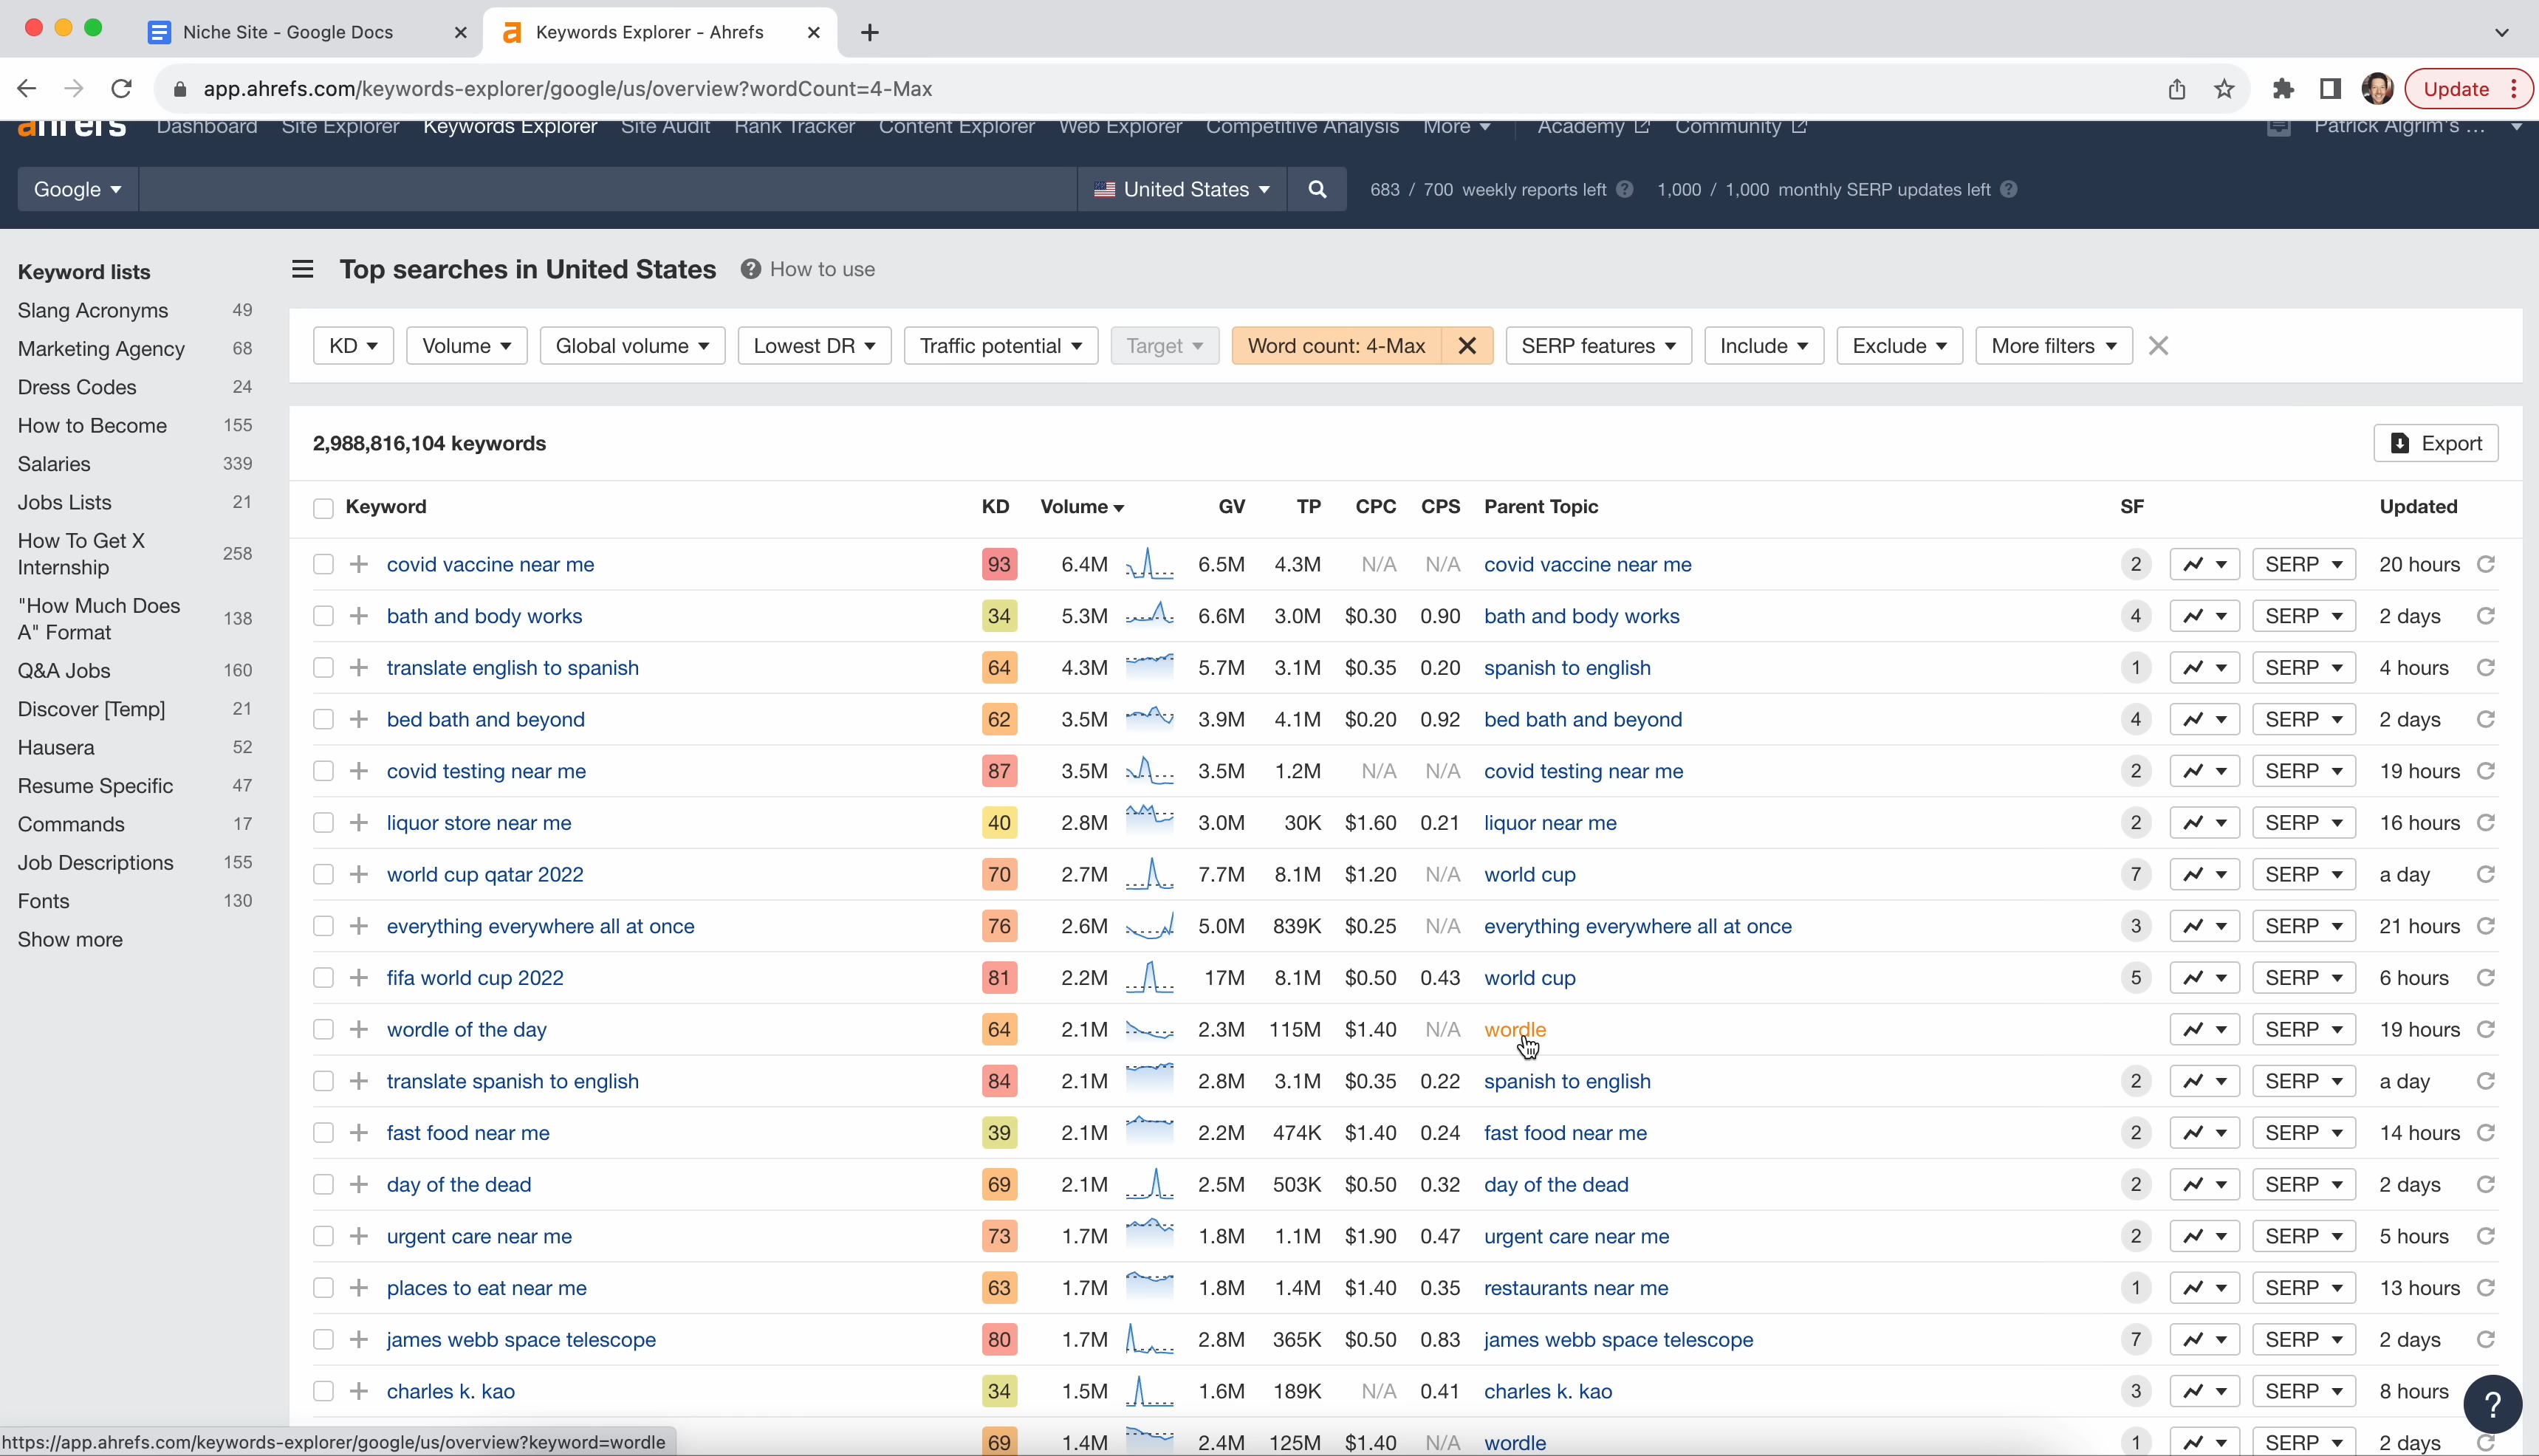 Niche Site - Google Docs
Keywords Explorer - Ahrefs
app.ahrefs.com/keywords-explorer/google/us/overview?wordCount=4-Max
Update
ahrefs Dashboard Site Explorer Keywords Explorer Site Audit Rank Tracker Content Explorer Web Explorer Competitive Analysis More Academy Community Patrick Algrim's ...
Google United States 683 / 700 weekly reports left ? 1,000 / 1,000 monthly SERP updates left ?
Keyword lists
Slang Acronyms 49
Marketing Agency 68
Dress Codes 24
How to Become 155
Salaries 339
Jobs Lists 21
How To Get X
Internship 258
"How Much Does
A" Format 138
Q&A Jobs 160
Discover [Temp] 21
Hausera 52
Resume Specific 47
Commands 17
Job Descriptions 155
Fonts 130
Show more
Top searches in United States ? How to use
KD Volume Global volume Lowest DR Traffic potential Target Word count: 4-Max SERP features Include Exclude More filters
2,988,816,104 keywords Export
Keyword KD Volume GV TP CPC CPS Parent Topic SF Updated
covid vaccine near me 93 6.4M 6.5M 4.3M N/A N/A covid vaccine near me 2 SERP 20 hours
bath and body works 34 5.3M 6.6M 3.0M $0.30 0.90 bath and body works 4 SERP 2 days
translate english to spanish 64 4.3M 5.7M 3.1M $0.35 0.20 spanish to english 1 SERP 4 hours
bed bath and beyond 62 3.5M 3.9M 4.1M $0.20 0.92 bed bath and beyond 4 SERP 2 days
covid testing near me 87 3.5M 3.5M 1.2M N/A N/A covid testing near me 2 SERP 19 hours
liquor store near me 40 2.8M 3.0M 30K $1.60 0.21 liquor near me 2 SERP 16 hours
world cup qatar 2022 70 2.7M 7.7M 8.1M $1.20 N/A world cup 7 SERP a day
everything everywhere all at once 76 2.6M 5.0M 839K $0.25 N/A everything everywhere all at once 3 SERP 21 hours
fifa world cup 2022 81 2.2M 17M 8.1M $0.50 0.43 world cup 5 SERP 6 hours
wordle of the day 64 2.1M 2.3M 115M $1.40 N/A wordle SERP 19 hours
translate spanish to english 84 2.1M 2.8M 3.1M $0.35 0.22 spanish to english 2 SERP a day
fast food near me 39 2.1M 2.2M 474K $1.40 0.24 fast food near me 2 SERP 14 hours
day of the dead 69 2.1M 2.5M 503K $0.50 0.32 day of the dead 2 SERP 2 days
urgent care near me 73 1.7M 1.8M 1.1M $1.90 0.47 urgent care near me 2 SERP 5 hours
places to eat near me 63 1.7M 1.8M 1.4M $1.40 0.35 restaurants near me 1 SERP 13 hours
james webb space telescope 80 1.7M 2.8M 365K $0.50 0.83 james webb space telescope 7 SERP 2 days
charles k. kao 34 1.5M 1.6M 189K N/A 0.41 charles k. kao 3 SERP 8 hours
69 1.4M 2.4M 125M $1.40 N/A wordle 1 SERP 2 days
?
https://app.ahrefs.com/keywords-explorer/google/us/overview?keyword=wordle